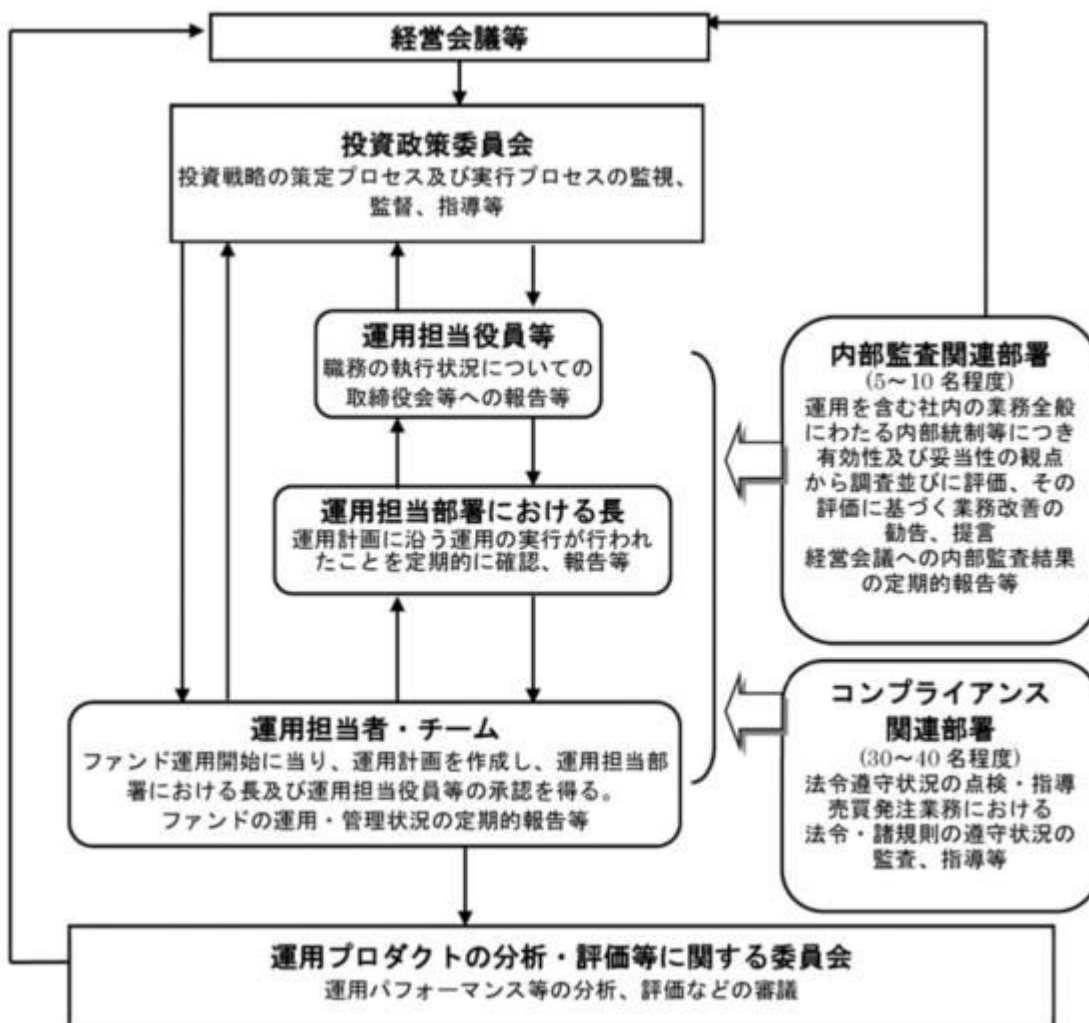 経営会議等
投資政策委員会
投資戦略の策定プロセス及び実行プロセスの監視、
監督、指導等
運用担当役員等
職務の執行状況についての
取締役会等への報告等
運用担当部署における長
運用計画に沿う運用の実行が行われ
たことを定期的に確認、報告等
運用担当者・チーム
ファンド運用開始に当り、運用計画を作成し、運用担当部
署における長及び運用担当役員等の承認を得る。
ファンドの運用・管理状況の定期的報告等
内部監査関連部署
(5～10 名程度)
運用を含む社内の業務全般
にわたる内部統制等につき
有効性及び妥当性の観点
から調査並びに評価、その
評価に基づく業務改善の
勧告、提言
経営会議への内部監査結果
の定期的報告等
コンプライアンス
関連部署
(30～40 名程度)
法令遵守状況の点検・指導
売買発注業務における
法令・諸規則の遵守状況の
監査、指導等
運用プロダクトの分析・評価等に関する委員会
運用パフォーマンス等の分析、評価などの審議